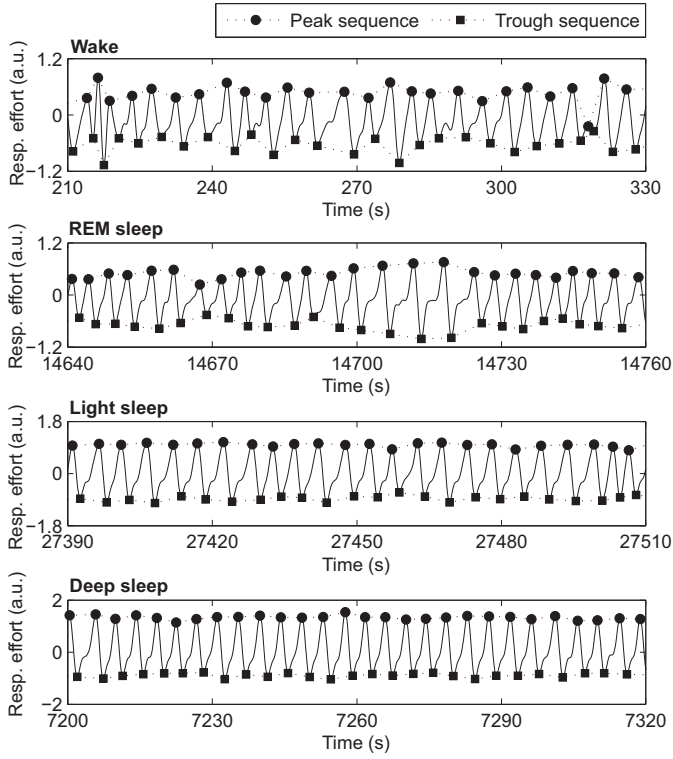 Peak sequence Trough sequence
Wake
Resp. effort (a.u.)
1.2
0
−1.2
210 240 270 300 330
Time (s)
REM sleep
Resp. effort (a.u.)
1.2
0
−1.2
14640 14670 14700 14730 14760
Time (s)
Light sleep
Resp. effort (a.u.)
1.8
0
−1.8
27390 27420 27450 27480 27510
Time (s)
Deep sleep
Resp. effort (a.u.)
2
0
−2
7200 7230 7260 7290 7320
Time (s)